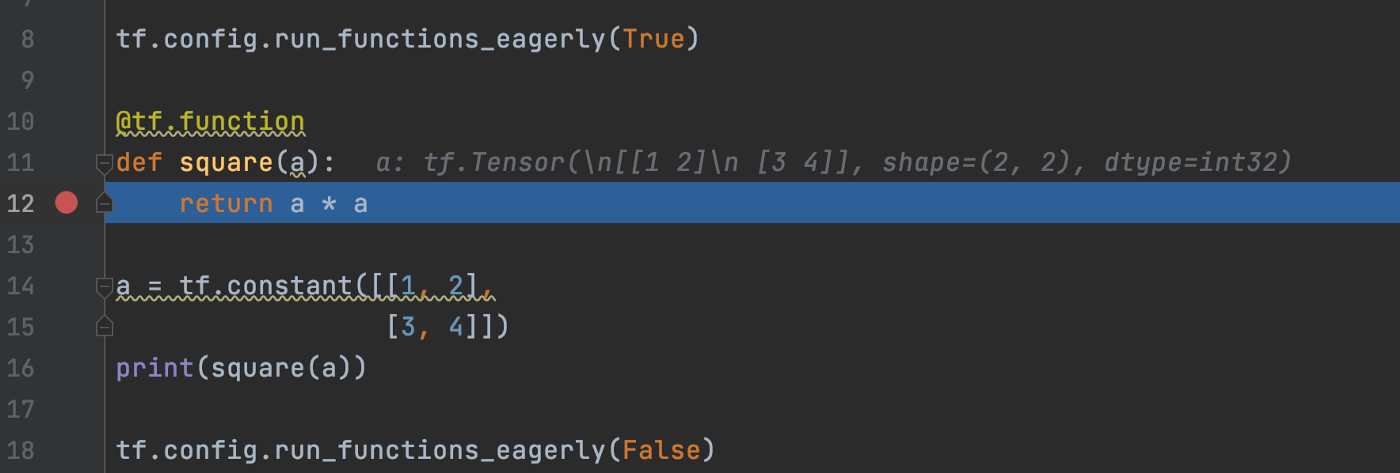 8 tf.config.run_functions_eagerly(True)
9
10 @tf.function
11 def square(a): a: tf.Tensor(\n[[1 2]\n [3 4]], shape=(2, 2), dtype=int32)
12     return a * a
13
14 a = tf.constant([[1, 2],
15                  [3, 4]])
16 print(square(a))
17
18 tf.config.run_functions_eagerly(False)